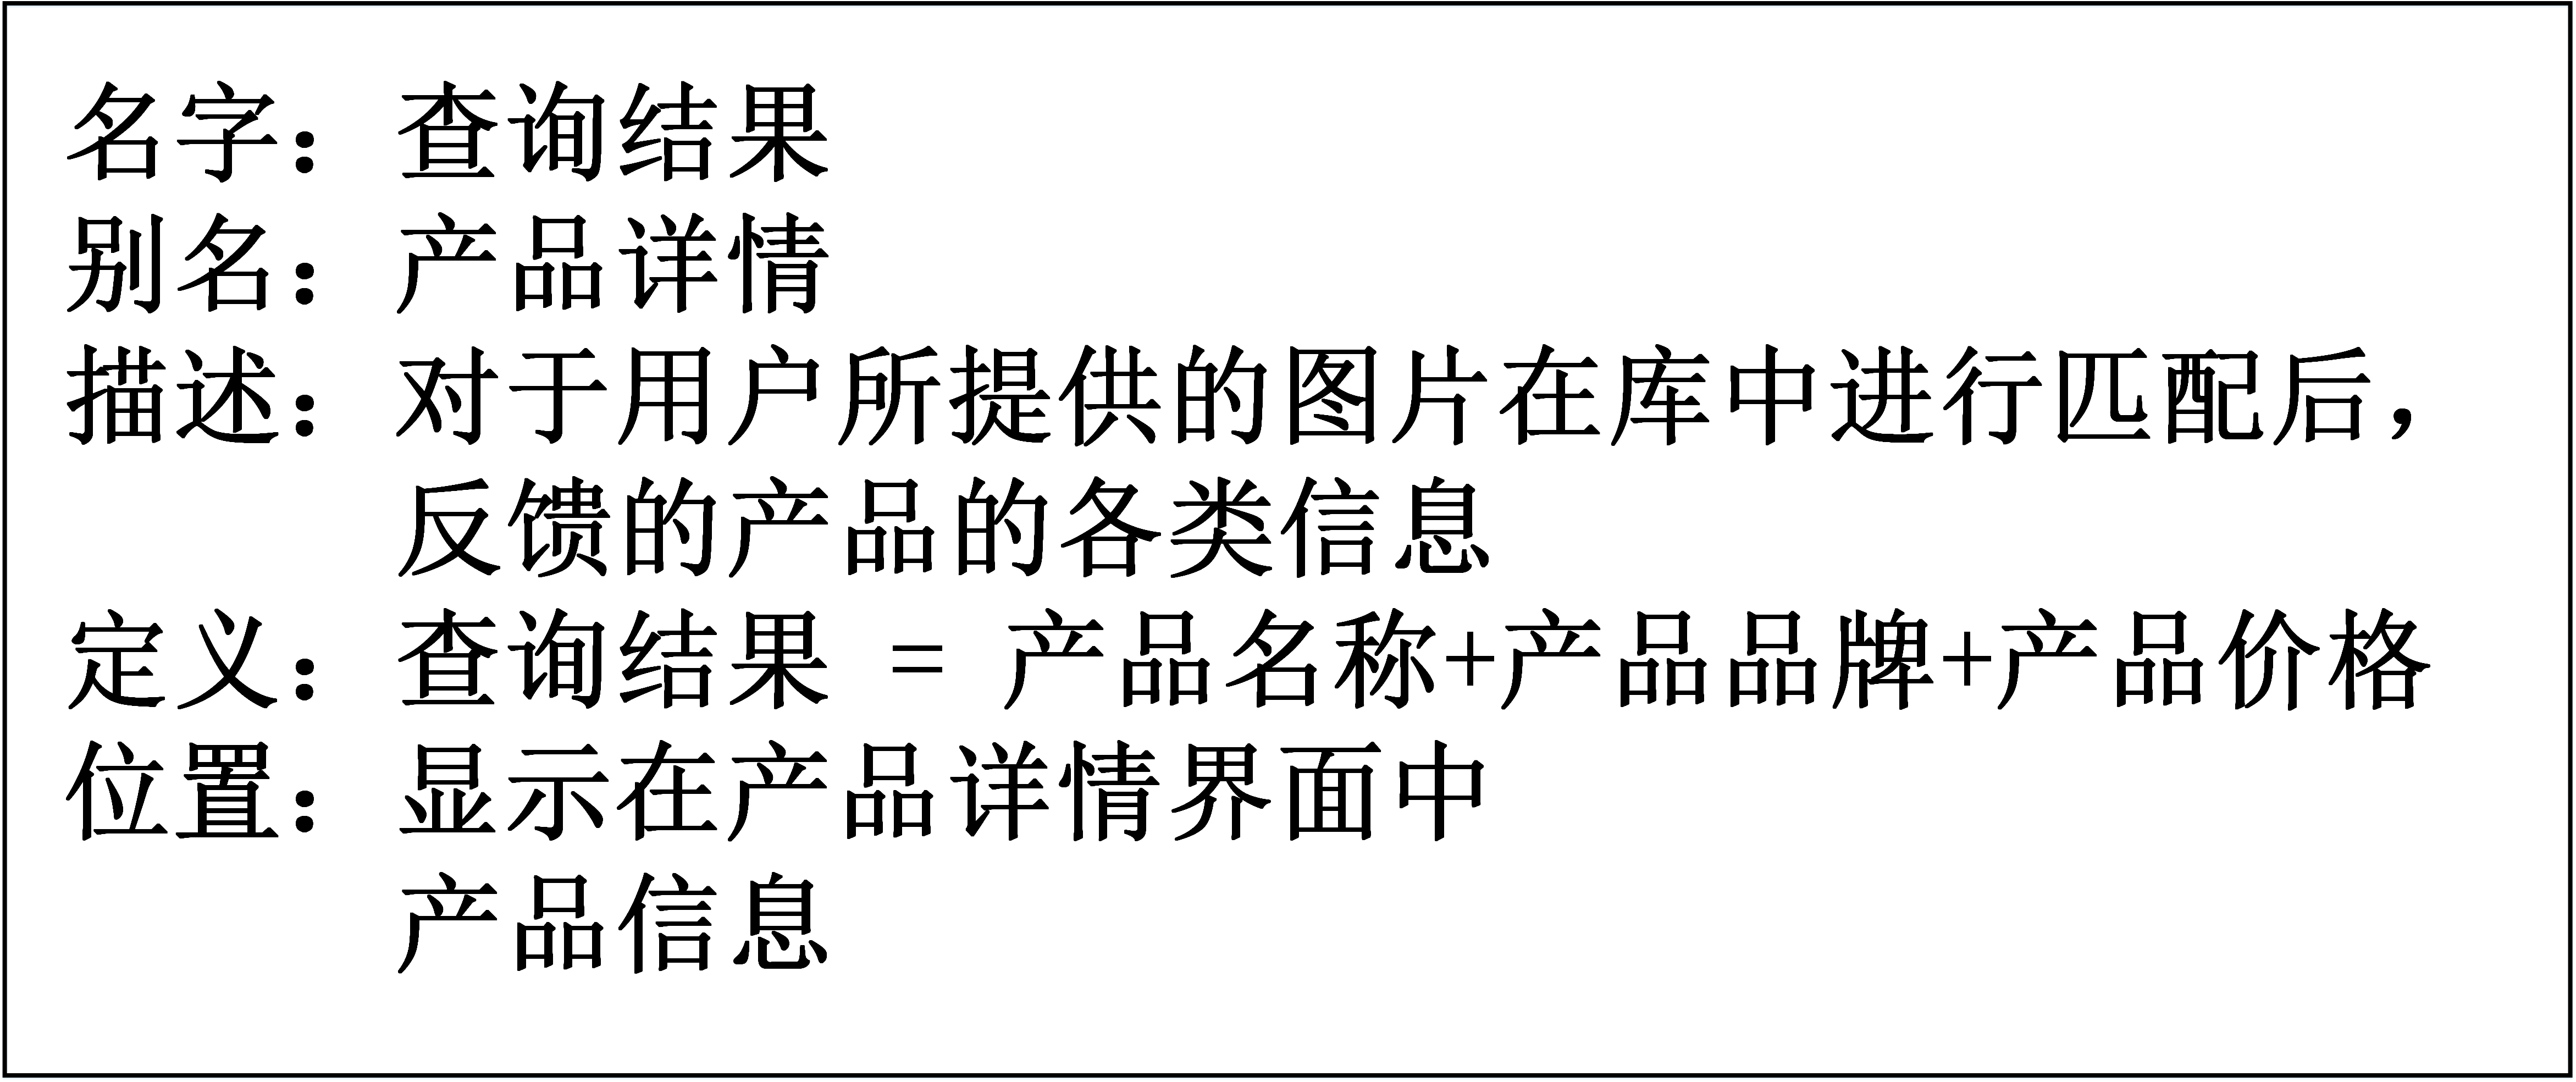 名字：查询结果
别名：产品详情
描述：对于用户所提供的图片在库中进行匹配后，
反馈的产品的各类信息
定义：查询结果 = 产品名称+产品品牌+产品价格
位置：显示在产品详情界面中
产品信息